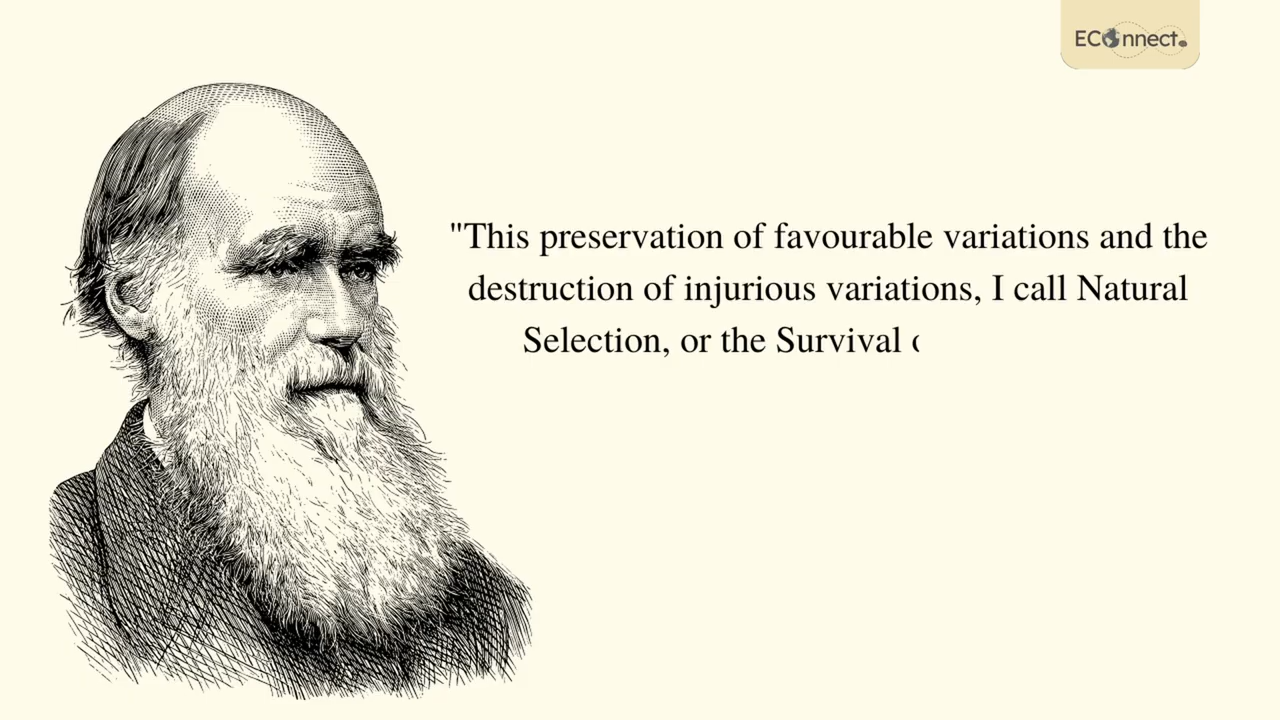 ECOnnect
"This preservation of favourable variations and the
destruction of injurious variations, I call Natural
Selection, or the Survival